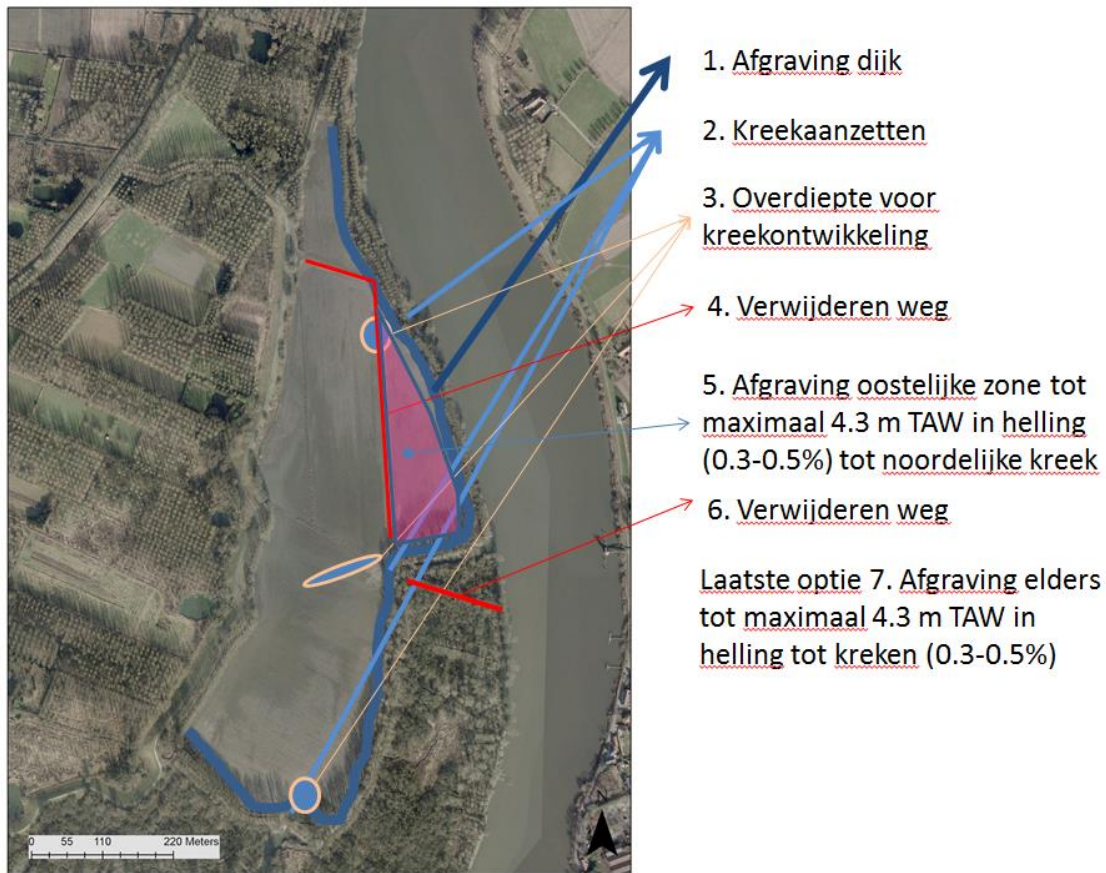 1. Afgraving dijk
2. Kreekaanzetten
3. Overdiepte voor
kreekontwikkeling
4. Verwijderen weg
5. Afgraving oostelijke zone tot
maximaal 4.3 m TAW in helling
(0.3-0.5%) tot noordelijke kreek
6. Verwijderen weg
Laatste optie 7. Afgraving elders
tot maximaal 4.3 m TAW in
helling tot kreken (0.3-0.5%)
0 55 110 220 Meters